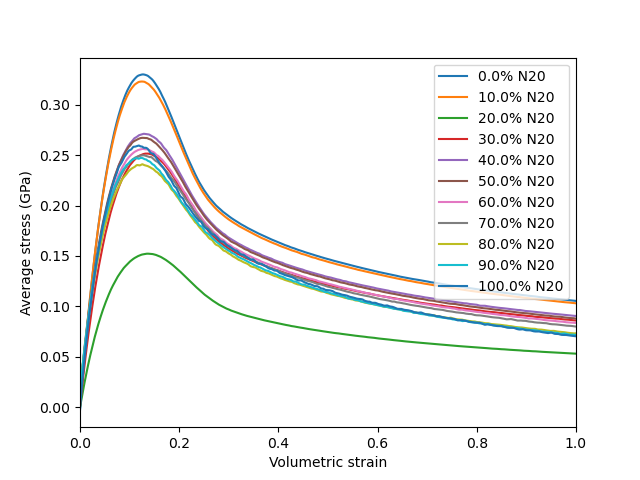 0.0% N20
10.0% N20
20.0% N20
30.0% N20
40.0% N20
50.0% N20
60.0% N20
70.0% N20
80.0% N20
90.0% N20
100.0% N20
Average stress (GPa)
0.30
0.25
0.20
0.15
0.10
0.05
0.00
0.0 0.2 0.4 0.6 0.8 1.0
Volumetric strain